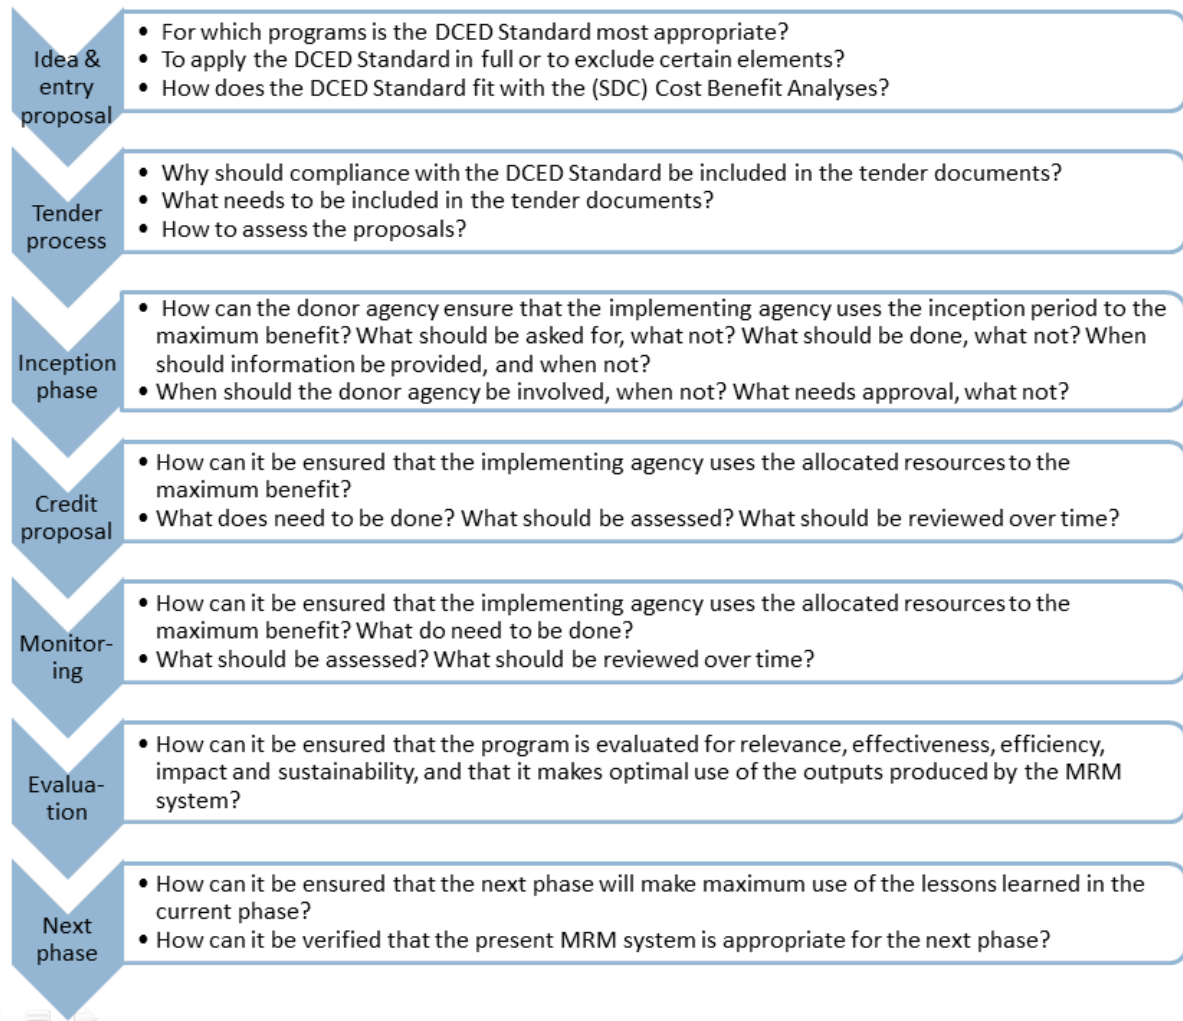 Idea &
entry
proposal
• For which programs is the DCED Standard most appropriate?
• To apply the DCED Standard in full or to exclude certain elements?
• How does the DCED Standard fit with the (SDC) Cost Benefit Analyses?
Tender
process
• Why should compliance with the DCED Standard be included in the tender documents?
• What needs to be included in the tender documents?
• How to assess the proposals?
Inception
phase
• How can the donor agency ensure that the implementing agency uses the inception period to the
maximum benefit? What should be asked for, what not? What should be done, what not? When
should information be provided, and when not?
• When should the donor agency be involved, when not? What needs approval, what not?
Credit
proposal
• How can it be ensured that the implementing agency uses the allocated resources to the
maximum benefit?
• What does need to be done? What should be assessed? What should be reviewed over time?
Monitor-
ing
• How can it be ensured that the implementing agency uses the allocated resources to the
maximum benefit? What do need to be done?
• What should be assessed? What should be reviewed over time?
Evalua-
tion
• How can it be ensured that the program is evaluated for relevance, effectiveness, efficiency,
impact and sustainability, and that it makes optimal use of the outputs produced by the MRM
system?
Next
phase
• How can it be ensured that the next phase will make maximum use of the lessons learned in the
current phase?
• How can it be verified that the present MRM system is appropriate for the next phase?